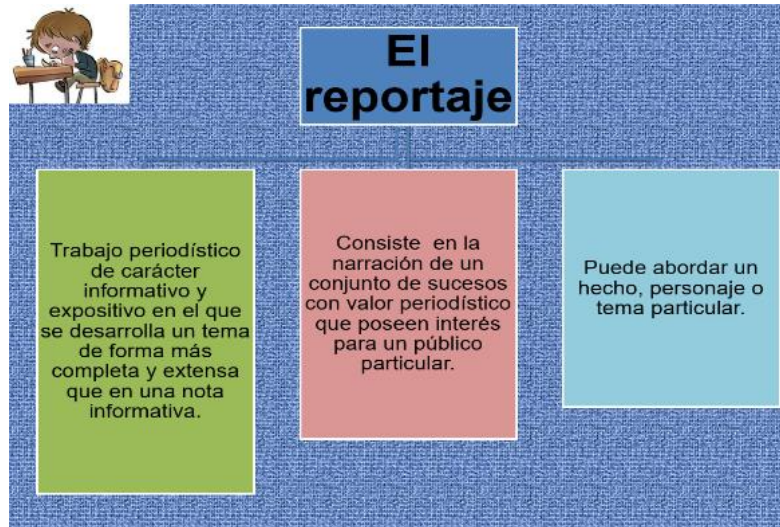 El
reportaje
Trabajo periodístico
de carácter
informativo y
expositivo en el que
se desarrolla un tema
de forma más
completa y extensa
que en una nota
informativa.
Consiste en la
narración de un
conjunto de sucesos
con valor periodístico
que poseen interés
para un público
particular.
Puede abordar un
hecho, personaje o
tema particular.